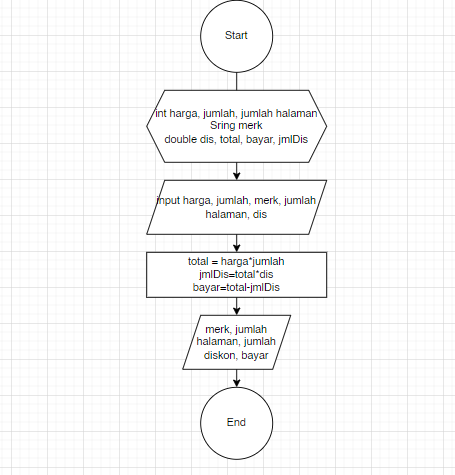 Start
int harga, jumlah, jumlah halaman
Sring merk
double dis, total, bayar, jmlDis
input harga, jumlah, merk, jumlah
halaman, dis
total = harga*jumlah
jmlDis=total*dis
bayar=total-jmlDis
merk, jumlah
halaman, jumlah
diskon, bayar
End